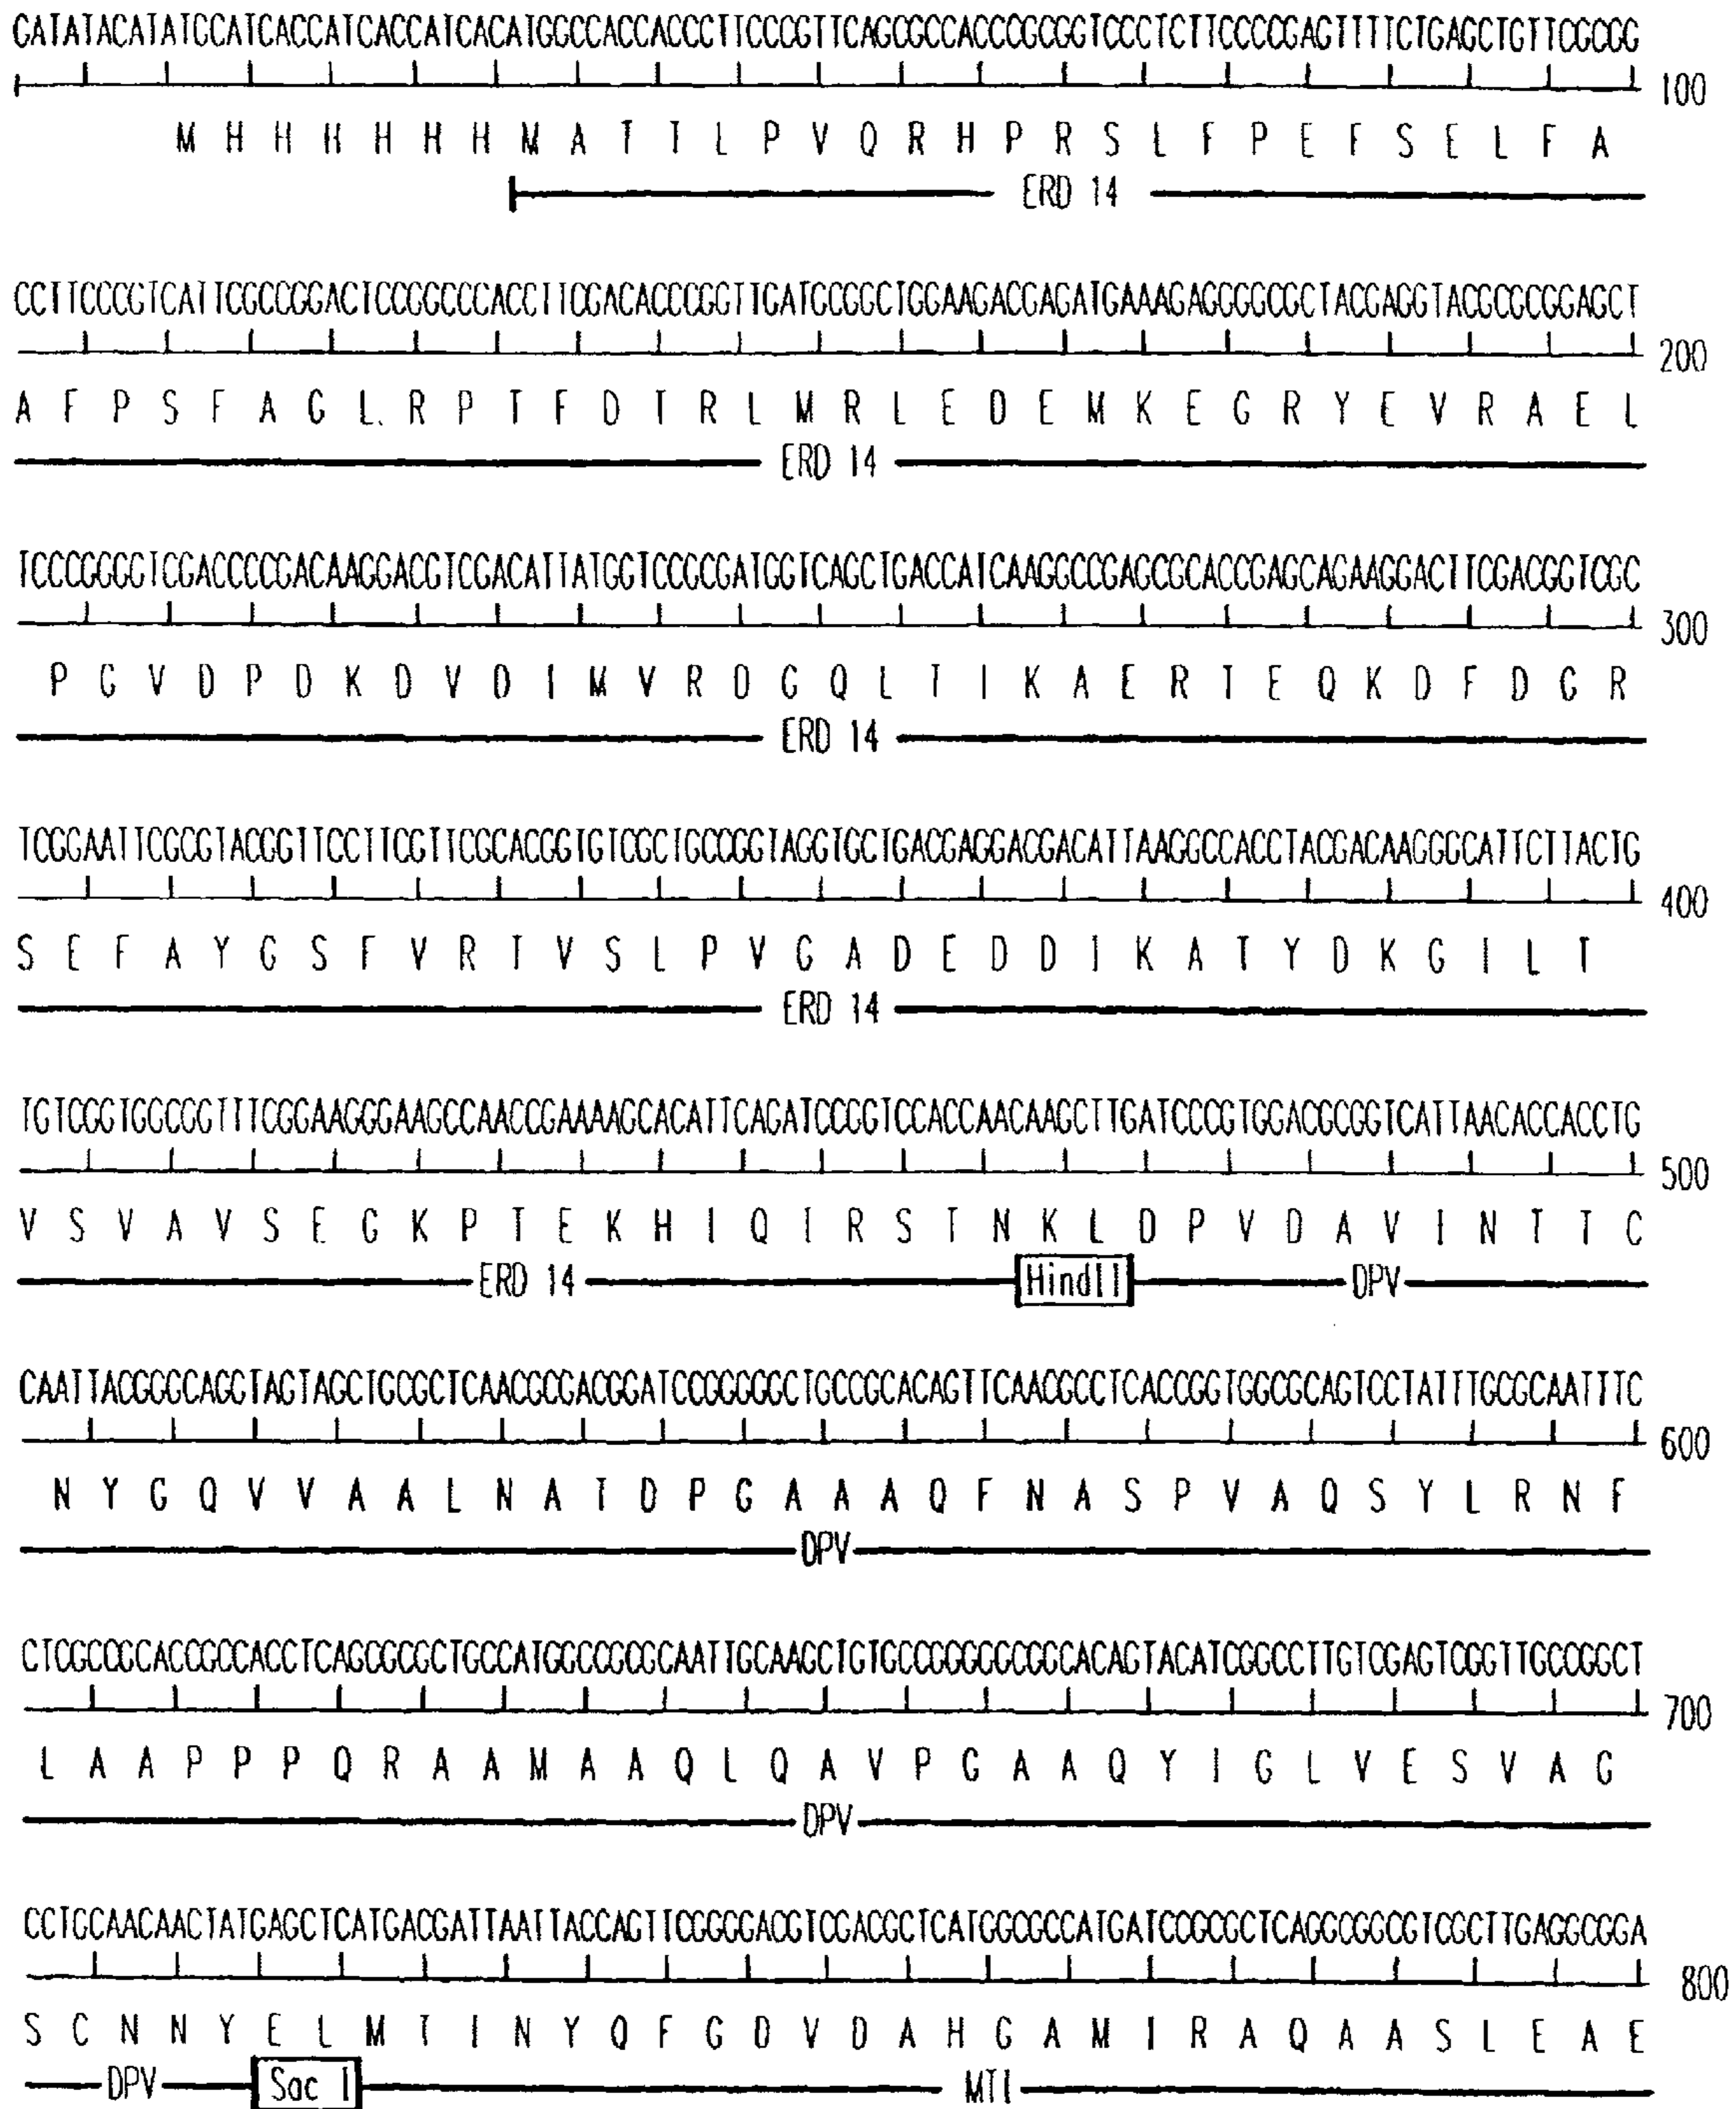 CATATACATATGCATCACCATCACCATCACATGGCCACCACCCTTCCCGTTCAGCGCCACCCGCGGTCCCTCTTCCCCGAGTTTTCTGAGCTGTTCGCGG
100
M H H H H H H M A T T L P V Q R H P R S L F P E F S E L F A
ERD 14
CCTTCCCGTCATTCGCCGGACTCCGGCCCACCTTCGACACCCGGTTGATGCGGCTGGAAGACGAGATGAAAGAGGGGCGCTACGAGGTACGCGCGGAGCT
200
A F P S F A G L R P T F D T R L M R L E D E M K E G R Y E V R A E L
ERD 14
TCCCGGGGTCGACCCCGACAAGGACGTCGACATTATGGTCCGCGATGGTCAGCTGACCATCAAGGCCGAGCGCACCGAGCAGAAGGACTTCGACGGTCGC
300
P G V D P D K D V D I M V R D G Q L T I K A E R T E Q K D F D G R
ERD 14
TCGGAATTCGCGTACGGTTCCTTCGTTCGCACGGTGTCGCTGCCGGTAGGTGCTGACGAGGACGACATTAAGGCCACCTACGACAAGGGCATTCTTACTG
400
S E F A Y G S F V R T V S L P V G A D E D D I K A T Y D K G I L T
ERD 14
TGTCGGTGGCGGTTTCGGAAGGGAAGCCAACCGAAAAGCACATTCAGATCCGGTCCACCAACAAGCTTGATCCCGTGGACGCGGTCATTAACACCACCTG
500
V S V A V S E G K P T E K H I Q I R S T N K L D P V D A V I N T T C
ERD 14 HindII DPV
CAATTACGGGCAGGTAGTAGCTGCGCTCAACGCGACGGATCCGGGGGCTGCCGCACAGTTCAACGCCTCACCGGTGGCGCAGTCCTATTTGCGCAATTTC
600
N Y G Q V V A A L N A T D P G A A A Q F N A S P V A Q S Y L R N F
DPV
CTCGCCGCACCGCCACCTCAGCGCGCTGCCATGGCCGCGCAATTGCAAGCTGTGCCGGGGGCGGCACAGTACATCGGCCTTGTCGAGTCGGTTGCCGGCT
700
L A A P P P Q R A A M A A Q L Q A V P G A A Q Y I G L V E S V A G
DPV
CCTGCAACAACTATGAGCTCATGACGATTAATTACCAGTTCGGGGACGTCGACGCTCATGGCGCCATGATCCGCGCTCAGGCGGCGTCGCTTGAGGCGGA
800
S C N N Y E L M T I N Y Q F G D V D A H G A M I R A Q A A S L E A E
DPV Sac I MTI